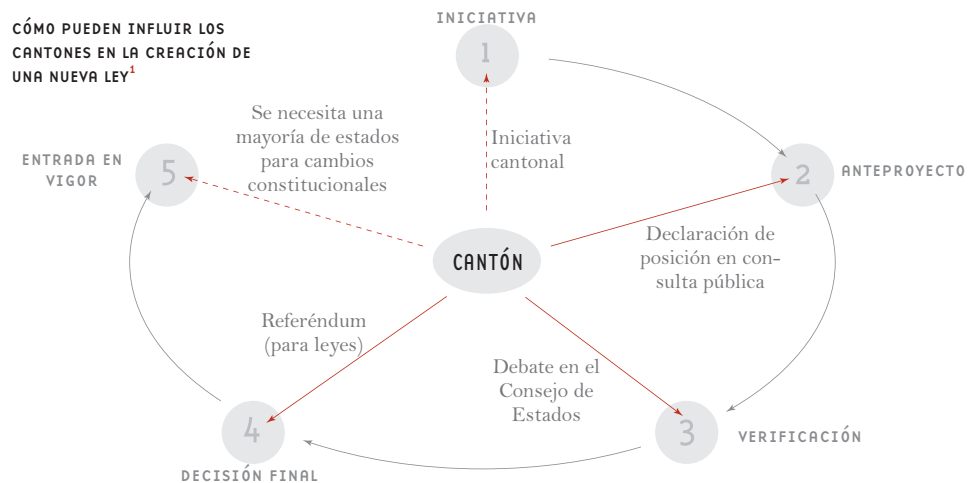 CÓMO PUEDEN INFLUIR LOS
CANTONES EN LA CREACIÓN DE
UNA NUEVA LEY1
INICIATIVA
1
Iniciativa
cantonal
2
ANTEPROYECTO
Declaración de
posición en con-
sulta pública
CANTÓN
Debate en el
Consejo de
Estados
3
VERIFICACIÓN
Referéndum
(para leyes)
4
DECISIÓN FINAL
Se necesita una
mayoría de estados
para cambios
constitucionales
5
ENTRADA EN
VIGOR